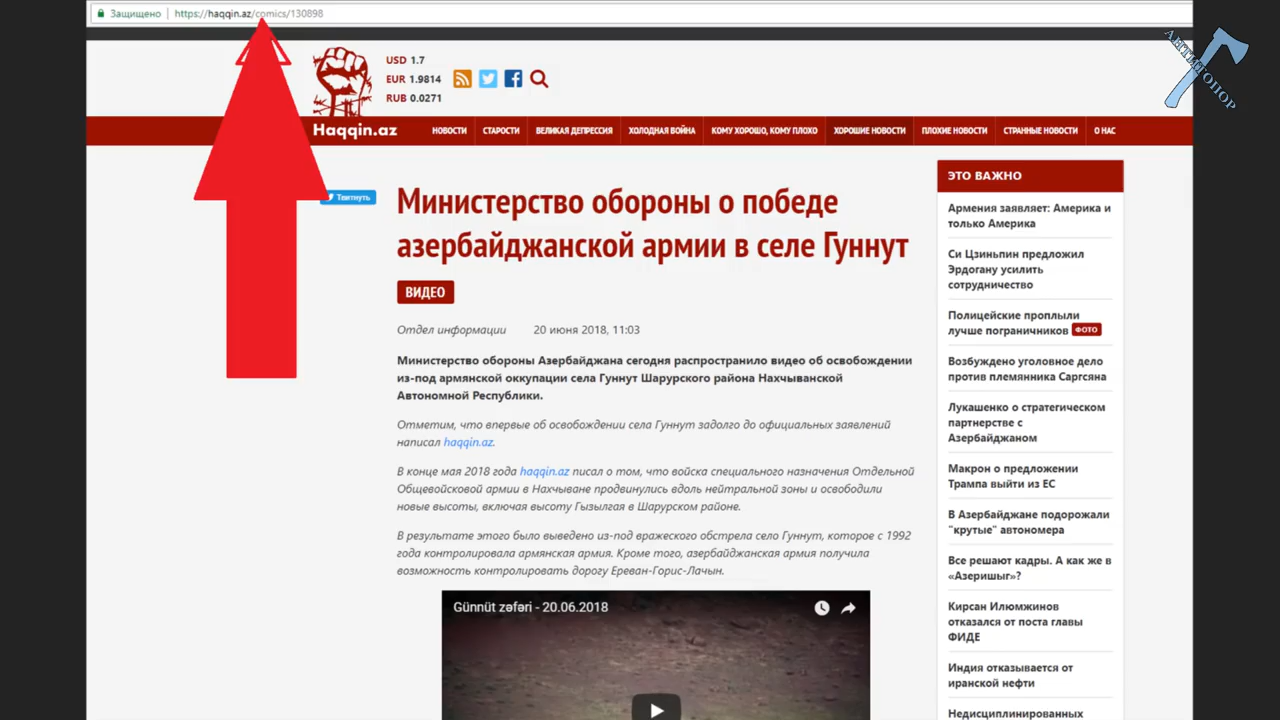 Защищено | https://haqqin.az/comics/130898
АНТИТОПОР
USD 1.7
EUR 1.9814
RUB 0.0271
Haqqin.az
НОВОСТИ СТАРОСТИ ВЕЛИКАЯ ДЕПРЕССИЯ ХОЛОДНАЯ ВОЙНА КОМУ ХОРОШО, КОМУ ПЛОХО ХОРОШИЕ НОВОСТИ ПЛОХИЕ НОВОСТИ СТРАННЫЕ НОВОСТИ О НАС
Твитнуть
Министерство обороны о победе
азербайджанской армии в селе Гуннут
ВИДЕО
Отдел информации 20 июня 2018, 11:03
Министерство обороны Азербайджана сегодня распространило видео об освобождении
из-под армянской оккупации села Гуннут Шарурского района Нахчыванской
Автономной Республики.
Отметим, что впервые об освобождении села Гуннут задолго до официальных заявлений
написал haqqin.az.
В конце мая 2018 года haqqin.az писал о том, что войска специального назначения Отдельной
Общевойсковой армии в Нахчыване продвинулись вдоль нейтральной зоны и освободили
новые высоты, включая высоту Гызылгая в Шарурском районе.
В результате этого было выведено из-под вражеского обстрела село Гуннут, которое с 1992
года контролировала армянская армия. Кроме того, азербайджанская армия получила
возможность контролировать дорогу Ереван-Горис-Лачын.
Günnüt zəfəri - 20.06.2018
ЭТО ВАЖНО
Армения заявляет: Америка и
только Америка
Си Цзиньпин предложил
Эрдогану усилить
сотрудничество
Полицейские проплыли
лучше пограничников ФОТО
Возбуждено уголовное дело
против племянника Саргсяна
Лукашенко о стратегическом
партнерстве с
Азербайджаном
Макрон о предложении
Трампа выйти из ЕС
В Азербайджане подорожали
"крутые" автономера
Все решают кадры. А как же в
«Азеришыг»?
Кирсан Илюмжинов
отказался от поста главы
ФИДЕ
Индия отказывается от
иранской нефти
Недисциплинированных